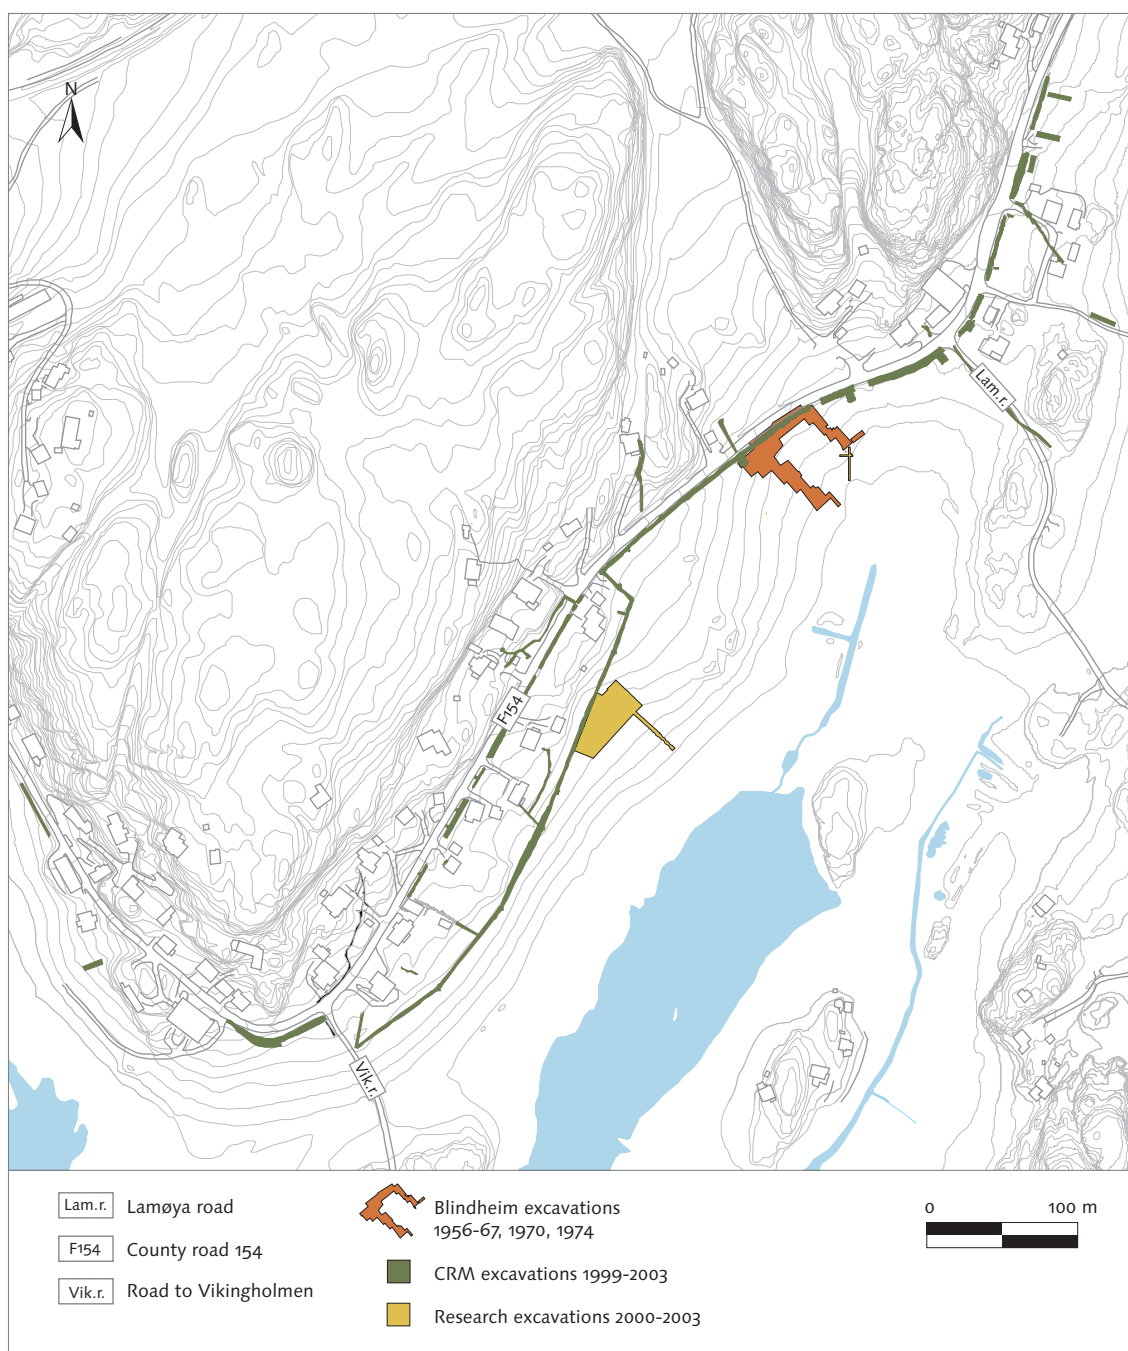 N
Lam.r.
F154
Vik.r.
Lam.r. Lamøya road
F154 County road 154
Vik.r. Road to Vikingholmen
Blindheim excavations
1956-67, 1970, 1974
CRM excavations 1999-2003
Research excavations 2000-2003
0 100 m